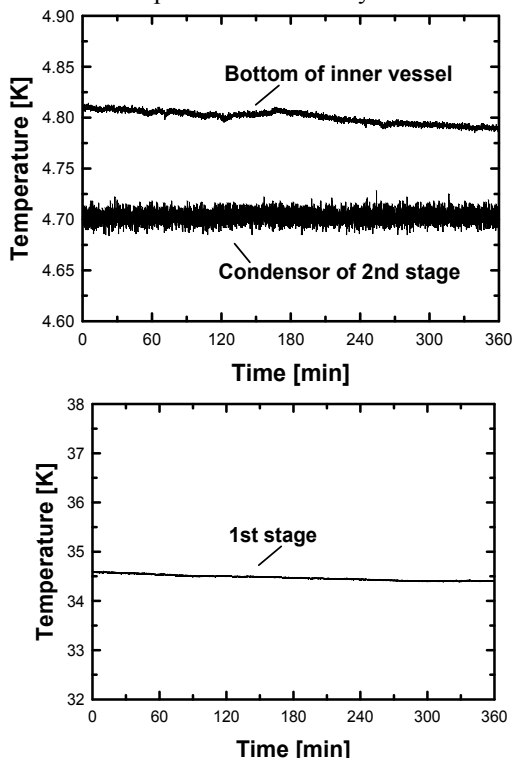 4.90
4.85
4.80
4.75
4.70
4.65
4.60
Temperature [K]
Bottom of inner vessel
Condensor of 2nd stage
0 60 120 180 240 300 360
Time [min]
38
37
36
35
34
33
32
Temperature [K]
1st stage
0 60 120 180 240 300 360
Time [min]